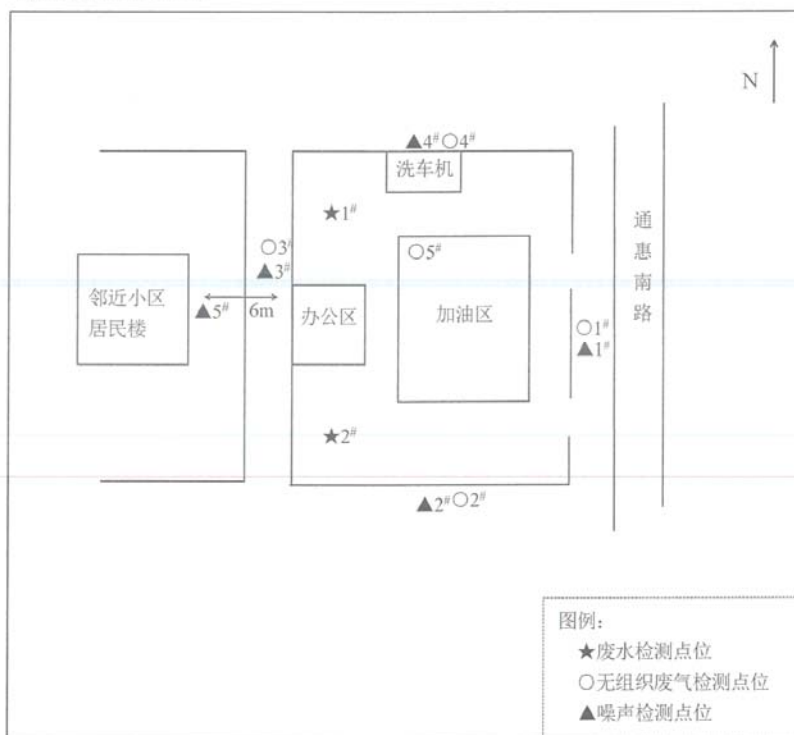 N
▲4# ○4#
洗车机
★1#
通惠南路
○3#
▲3#
○5#
邻近小区
居民楼
▲5#
6m
办公区
加油区
○1#
▲1#
★2#
▲2# ○2#
图例：
★废水检测点位
○无组织废气检测点位
▲噪声检测点位